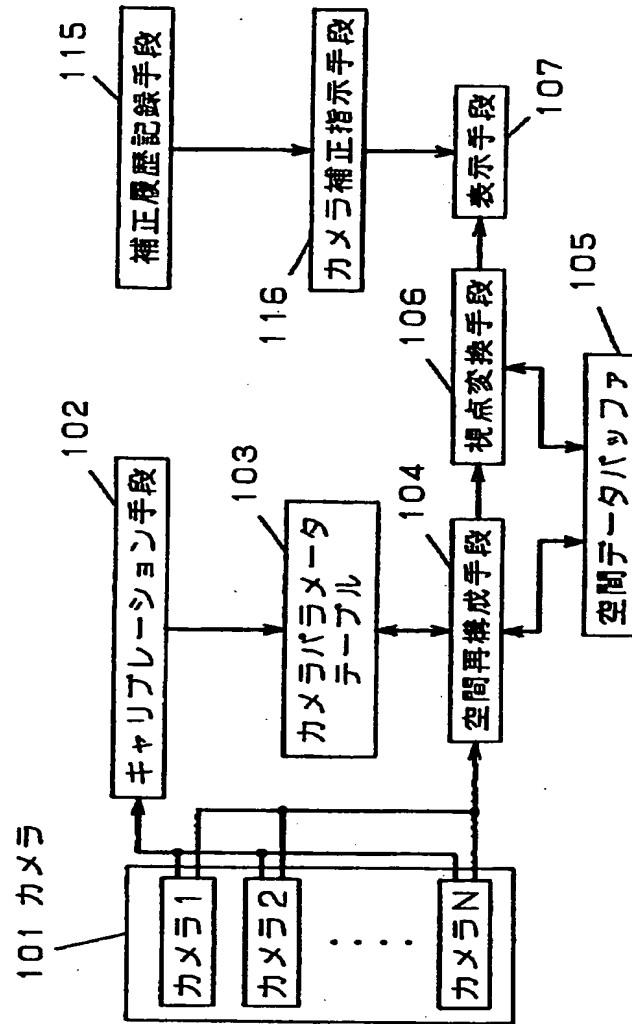 101 カメラ
カメラ1
カメラ2
・・・・
カメラN
102
キャリブレーション手段
103
カメラパラメータ
テーブル
104
空間再構成手段
105
空間データバッファ
106
視点変換手段
107
表示手段
115
補正履歴記録手段
116
カメラ補正指示手段